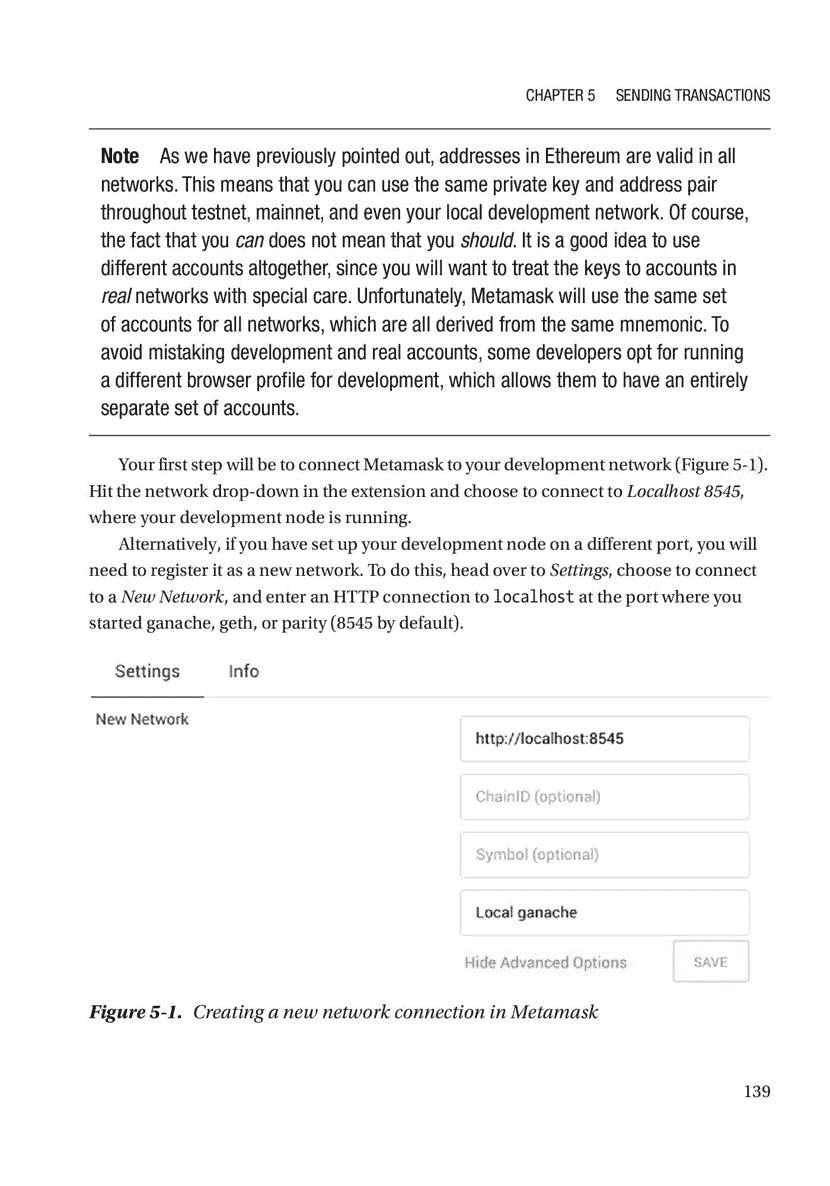 CHAPTER 5 SENDING TRANSACTIONS
Note As we have previously pointed out, addresses in Ethereum are valid in all
networks. This means that you can use the same private key and address pair
throughout testnet, mainnet, and even your local development network. Of course,
the fact that you can does not mean that you should. It is a good idea to use
different accounts altogether, since you will want to treat the keys to accounts in
real networks with special care. Unfortunately, Metamask will use the same set
of accounts for all networks, which are all derived from the same mnemonic. To
avoid mistaking development and real accounts, some developers opt for running
a different browser profile for development, which allows them to have an entirely
separate set of accounts.
Your first step will be to connect Metamask to your development network (Figure 5-1).
Hit the network drop-down in the extension and choose to connect to Localhost 8545,
where your development node is running.
Alternatively, if you have set up your development node on a different port, you will
need to register it as a new network. To do this, head over to Settings, choose to connect
to a New Network, and enter an HTTP connection to localhost at the port where you
started ganache, geth, or parity (8545 by default).
Settings Info
New Network
http://localhost:8545
ChainID (optional)
Symbol (optional)
Local ganache
Hide Advanced Options SAVE
Figure 5-1. Creating a new network connection in Metamask
139